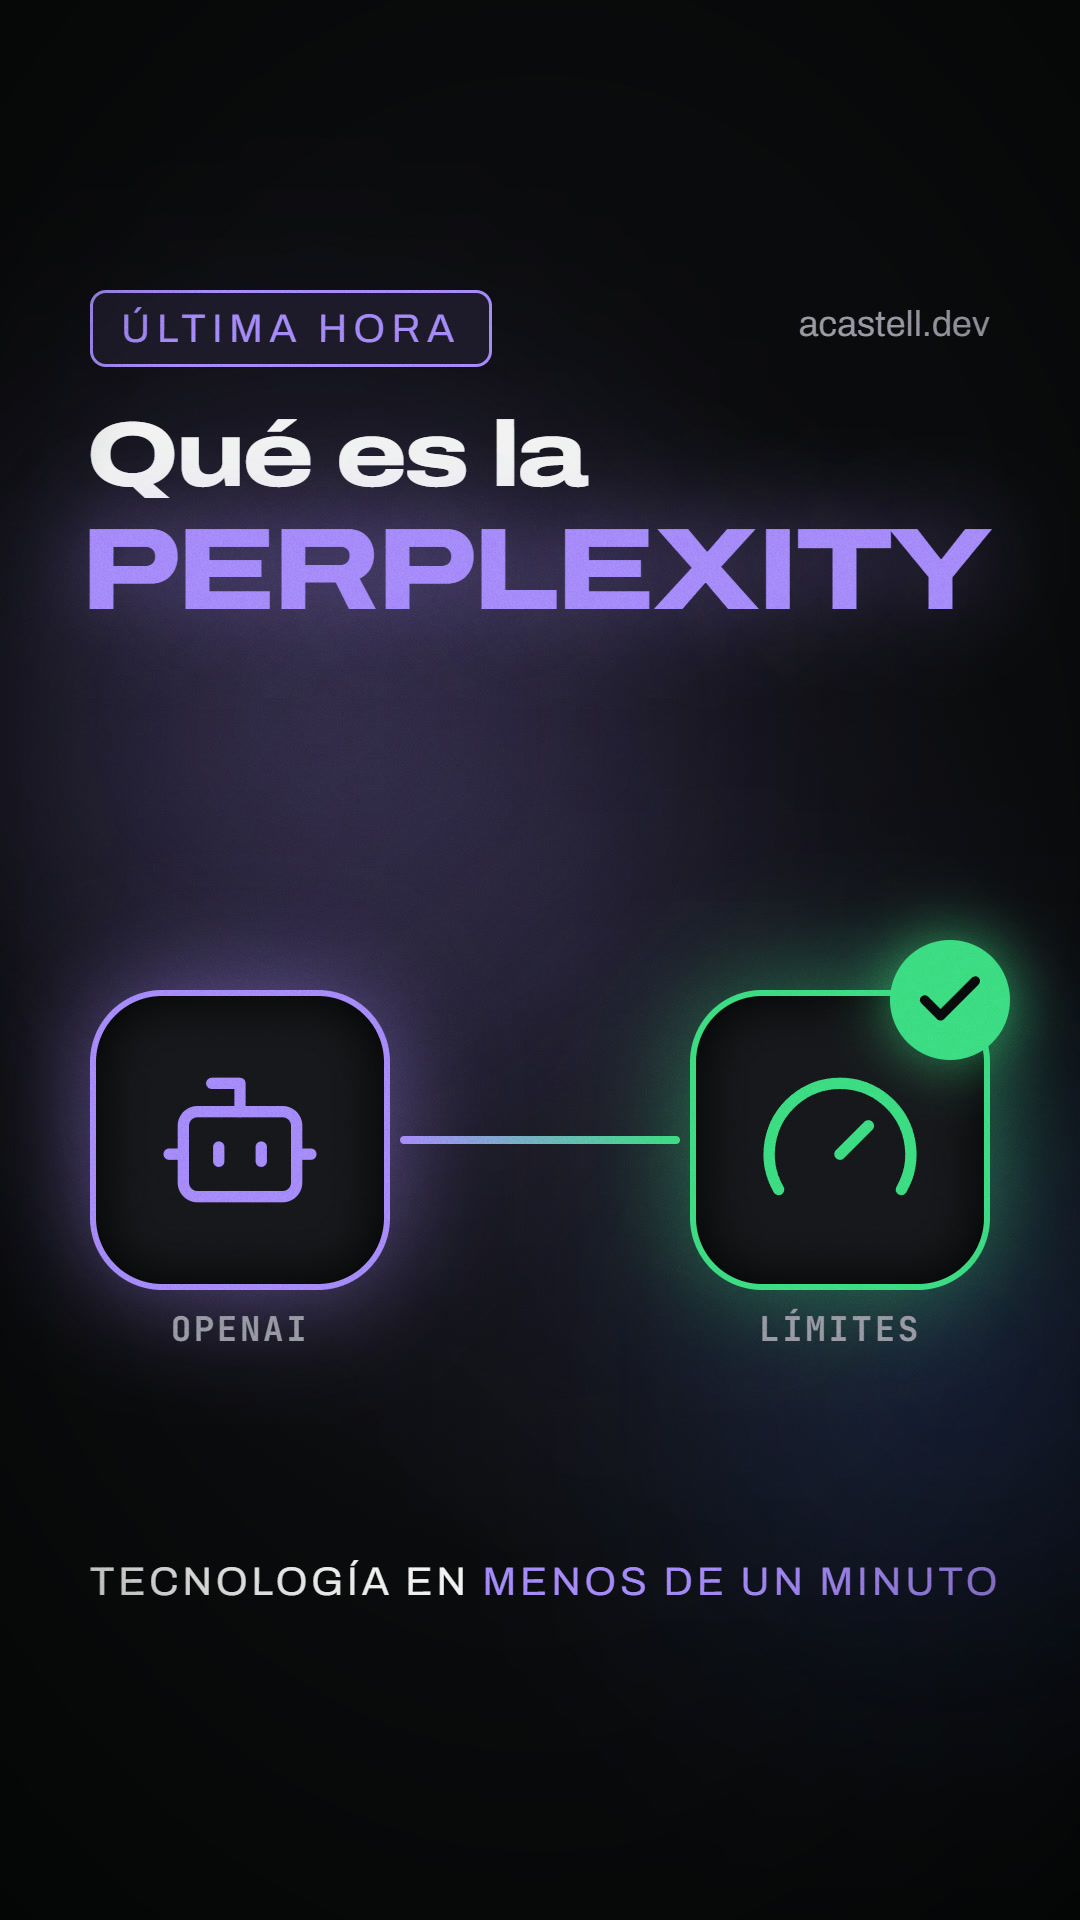 ÚLTIMA HORA
acastell.dev
Qué es la
PERPLEXITY
OPENAI
LÍMITES
TECNOLOGÍA EN MENOS DE UN MINUTO